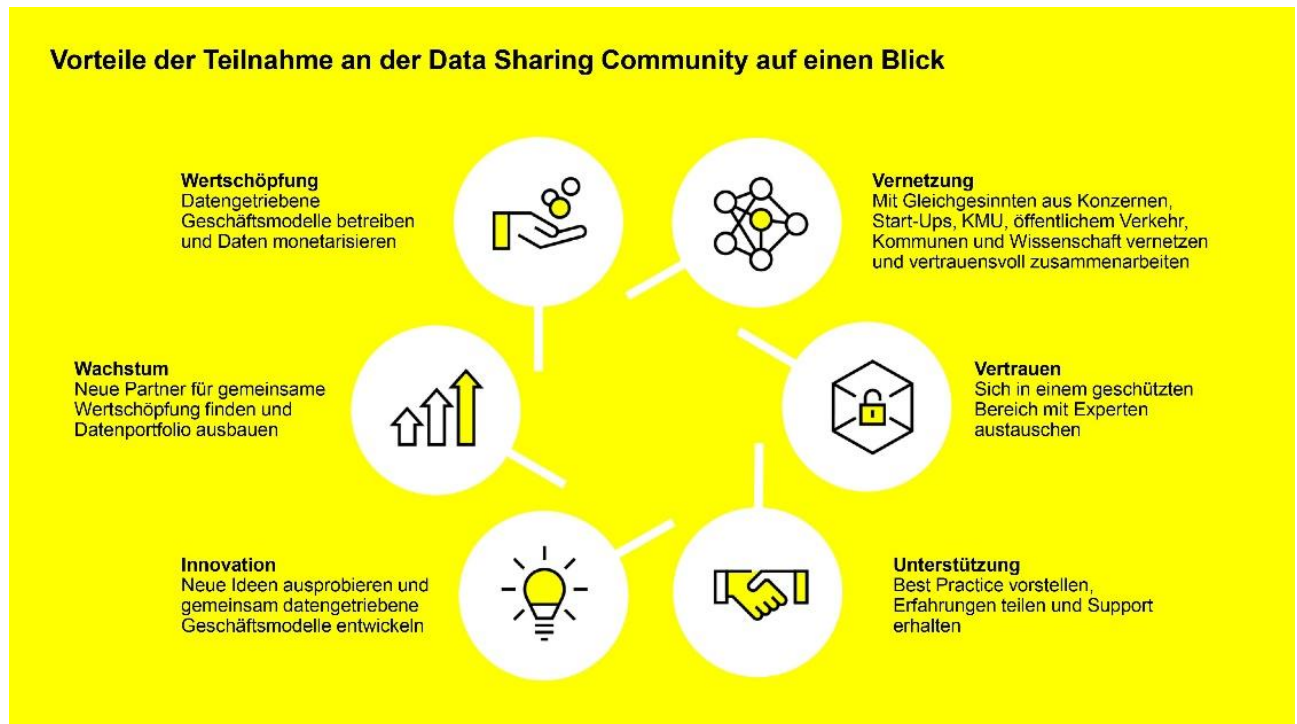 Vorteile der Teilnahme an der Data Sharing Community auf einen Blick
Wertschöpfung
Datengetriebene
Geschäftsmodelle betreiben
und Daten monetarisieren
Vernetzung
Mit Gleichgesinnten aus Konzernen,
Start-Ups, KMU, öffentlichem Verkehr,
Kommunen und Wissenschaft vernetzen
und vertrauensvoll zusammenarbeiten
Wachstum
Neue Partner für gemeinsame
Wertschöpfung finden und
Datenportfolio ausbauen
Vertrauen
Sich in einem geschützten
Bereich mit Experten
austauschen
Innovation
Neue Ideen ausprobieren und
gemeinsam datengetriebene
Geschäftsmodelle entwickeln
Unterstützung
Best Practice vorstellen,
Erfahrungen teilen und Support
erhalten